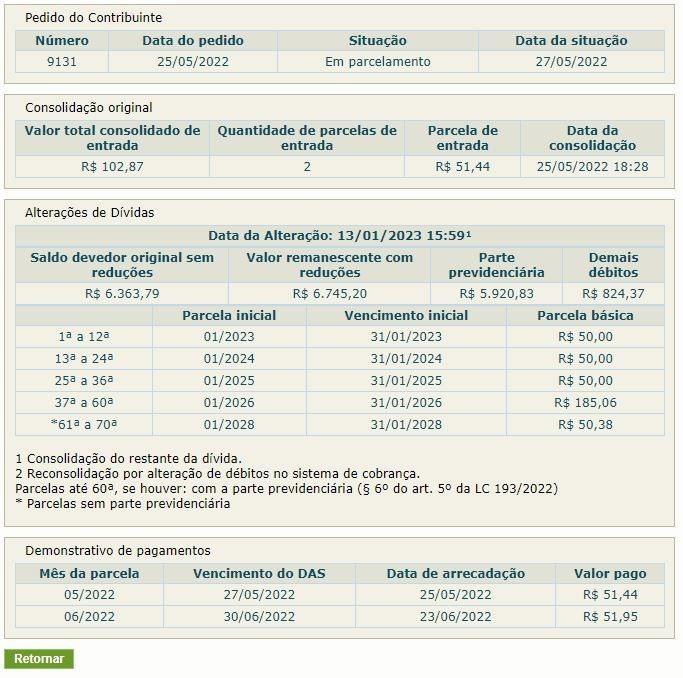 Pedido do Contribuinte
Número Data do pedido Situação Data da situação
9131 25/05/2022 Em parcelamento 27/05/2022
Consolidação original
Valor total consolidado de entrada Quantidade de parcelas de entrada Parcela de entrada Data da consolidação
R$ 102,87 2 R$ 51,44 25/05/2022 18:28
Alterações de Dívidas
Data da Alteração: 13/01/2023 15:59¹
Saldo devedor original sem reduções Valor remanescente com reduções Parte previdenciária Demais débitos
R$ 6.363,79 R$ 6.745,20 R$ 5.920,83 R$ 824,37
Parcela inicial Vencimento inicial Parcela básica
1ª a 12ª 01/2023 31/01/2023 R$ 50,00
13ª a 24ª 01/2024 31/01/2024 R$ 50,00
25ª a 36ª 01/2025 31/01/2025 R$ 50,00
37ª a 60ª 01/2026 31/01/2026 R$ 185,06
*61ª a 70ª 01/2028 31/01/2028 R$ 50,38
1 Consolidação do restante da dívida.
2 Reconsolidação por alteração de débitos no sistema de cobrança.
Parcelas até 60ª, se houver: com a parte previdenciária (§ 6º do art. 5º da LC 193/2022)
* Parcelas sem parte previdenciária
Demonstrativo de pagamentos
Mês da parcela Vencimento do DAS Data de arrecadação Valor pago
05/2022 27/05/2022 25/05/2022 R$ 51,44
06/2022 30/06/2022 23/06/2022 R$ 51,95
Retornar